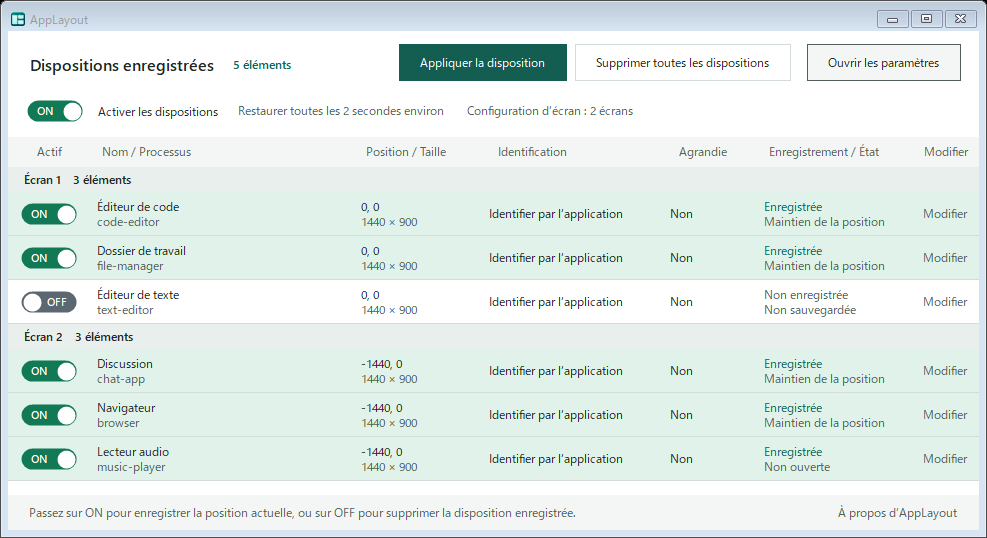 AppLayout
Dispositions enregistrées 5 éléments Appliquer la disposition Supprimer toutes les dispositions Ouvrir les paramètres
ON Activer les dispositions Restaurer toutes les 2 secondes environ Configuration d’écran : 2 écrans
Actif Nom / Processus Position / Taille Identification Agrandie Enregistrement / État Modifier
Écran 1 3 éléments
ON Éditeur de code 0, 0 Identifier par l’application Non Enregistrée Modifier
code-editor 1440 × 900 Maintien de la position
ON Dossier de travail 0, 0 Identifier par l’application Non Enregistrée Modifier
file-manager 1440 × 900 Maintien de la position
OFF Éditeur de texte 0, 0 Identifier par l’application Non Non enregistrée Modifier
text-editor 1440 × 900 Non sauvegardée
Écran 2 3 éléments
ON Discussion -1440, 0 Identifier par l’application Non Enregistrée Modifier
chat-app 1440 × 900 Maintien de la position
ON Navigateur -1440, 0 Identifier par l’application Non Enregistrée Modifier
browser 1440 × 900 Maintien de la position
ON Lecteur audio -1440, 0 Identifier par l’application Non Enregistrée Modifier
music-player 1440 × 900 Non ouverte
Passez sur ON pour enregistrer la position actuelle, ou sur OFF pour supprimer la disposition enregistrée. À propos d’AppLayout